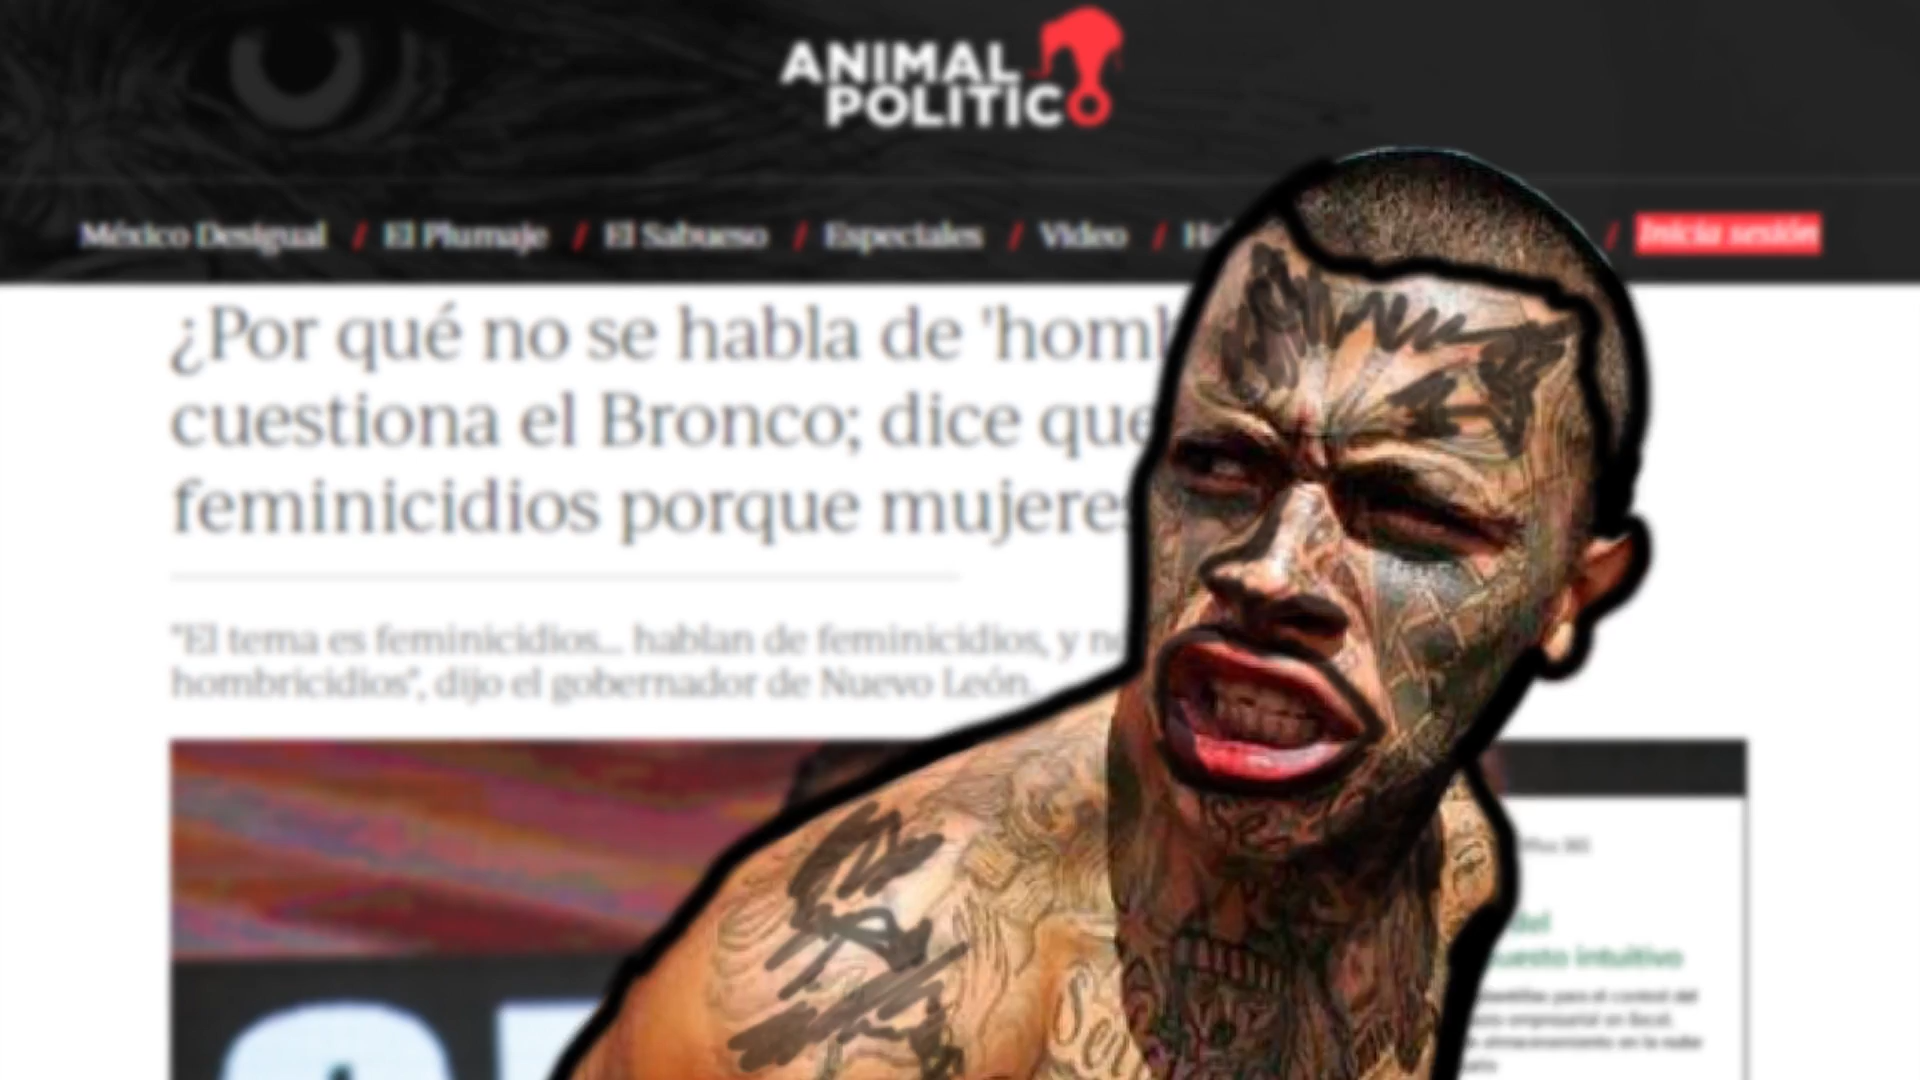 ANIMAL
POLITICO
México Desigual / El Plumaje / El Sabueso / Especiales / Video / / Inicia sesión
¿Por qué no se habla de
cuestiona el Bronco; dice que
feminicidios porque mujeres
"El tema es feminicidios... hablan de feminicidios, y
hombricidios", dijo el gobernador de Nuevo León.
del
intuitivo